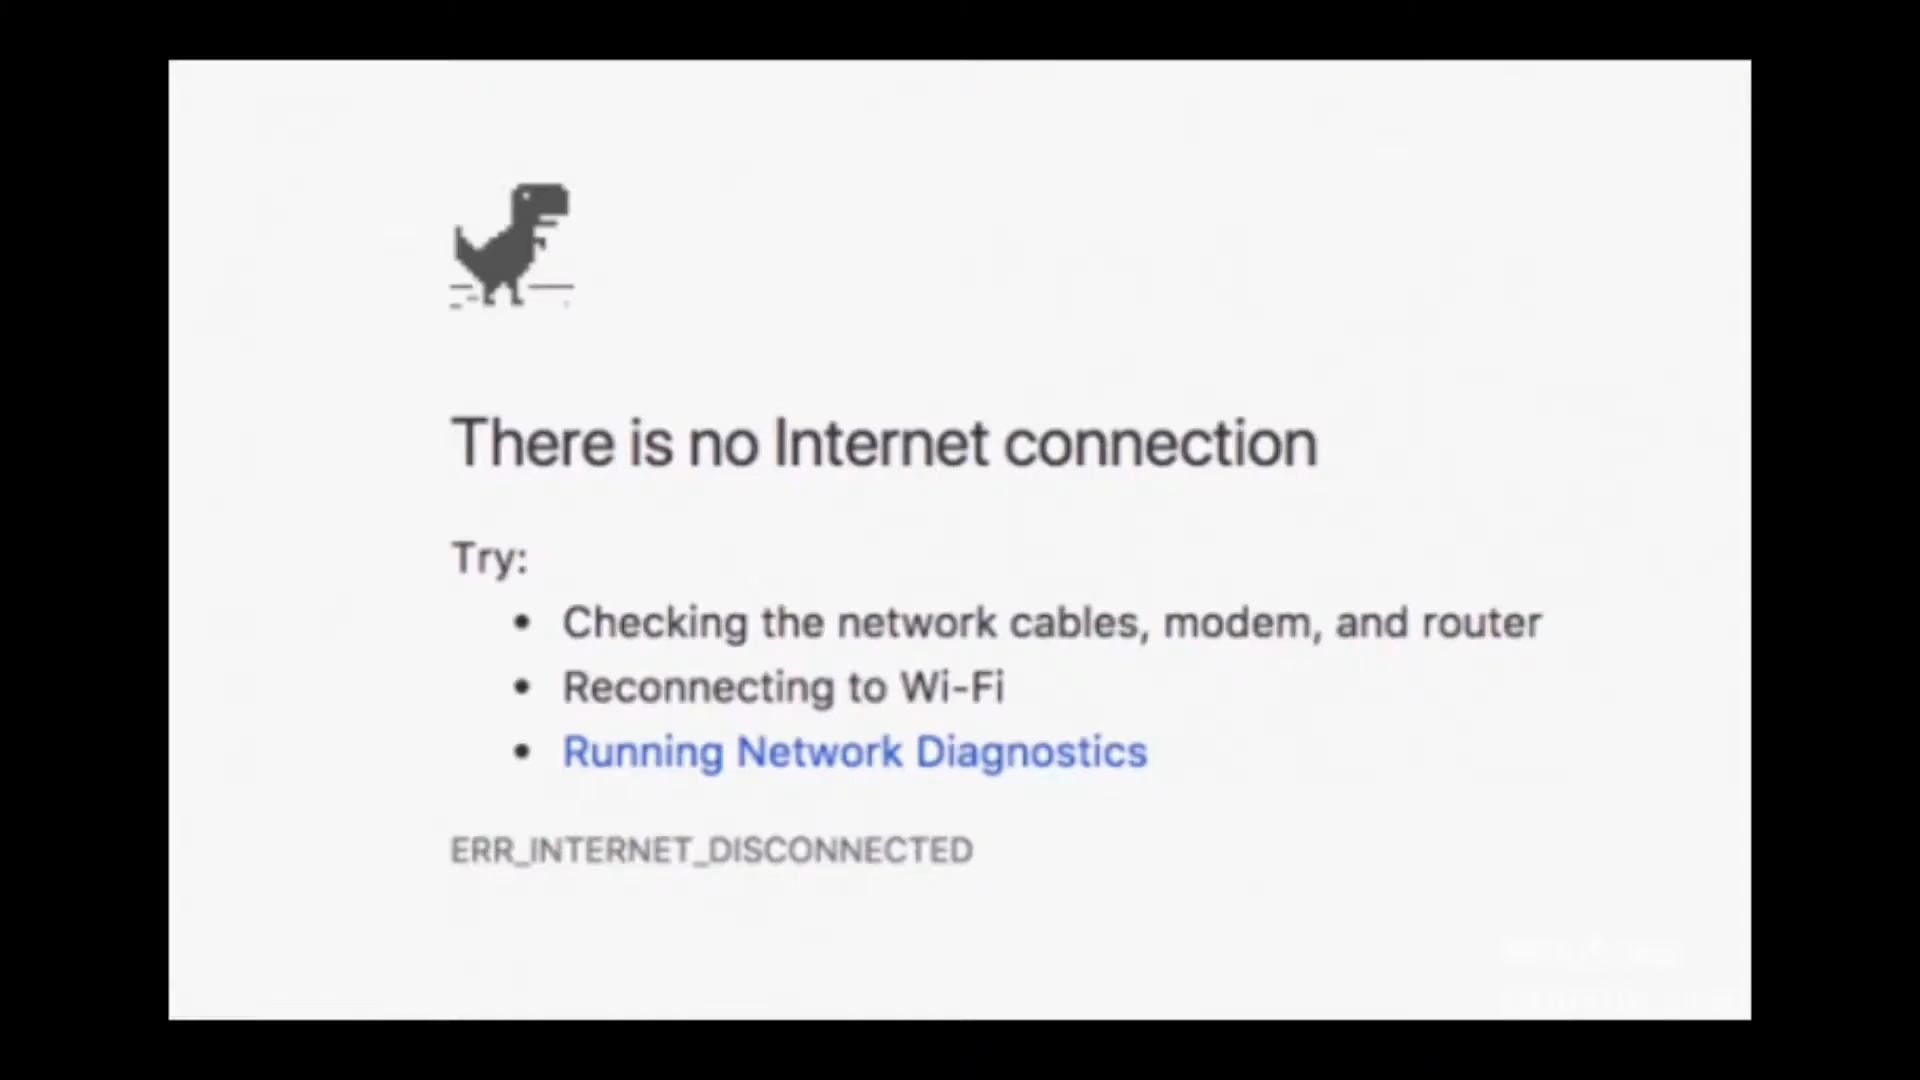 There is no Internet connection
Try:
• Checking the network cables, modem, and router
• Reconnecting to Wi-Fi
• Running Network Diagnostics
ERR_INTERNET_DISCONNECTED